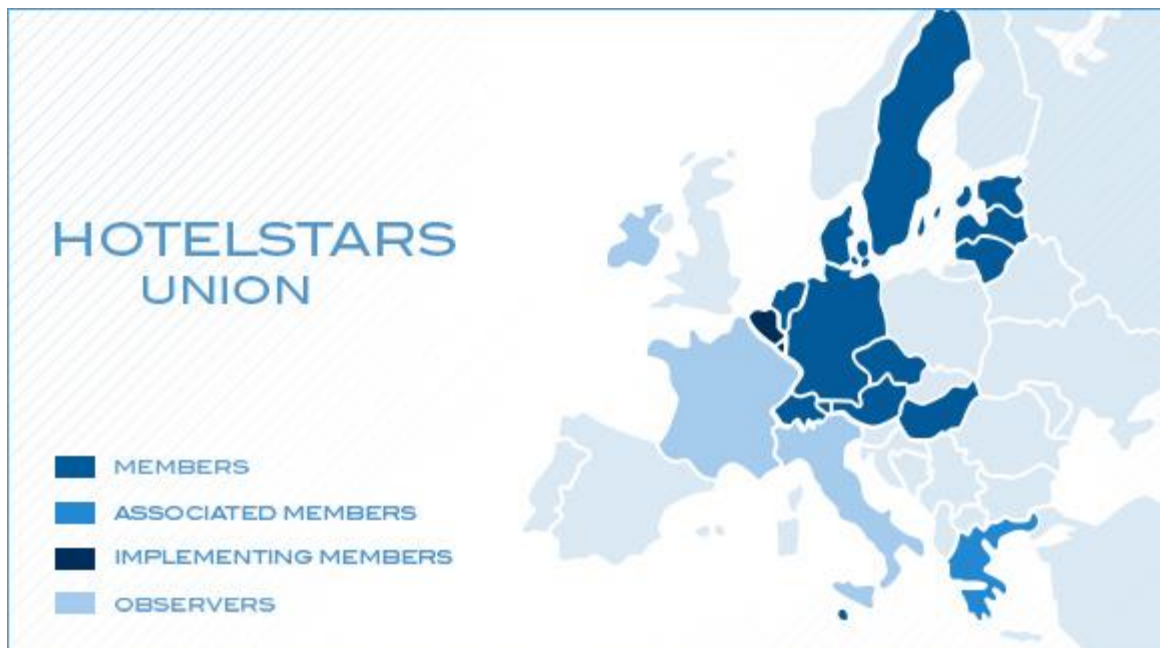 HOTELSTARS
UNION
MEMBERS
ASSOCIATED MEMBERS
IMPLEMENTING MEMBERS
OBSERVERS